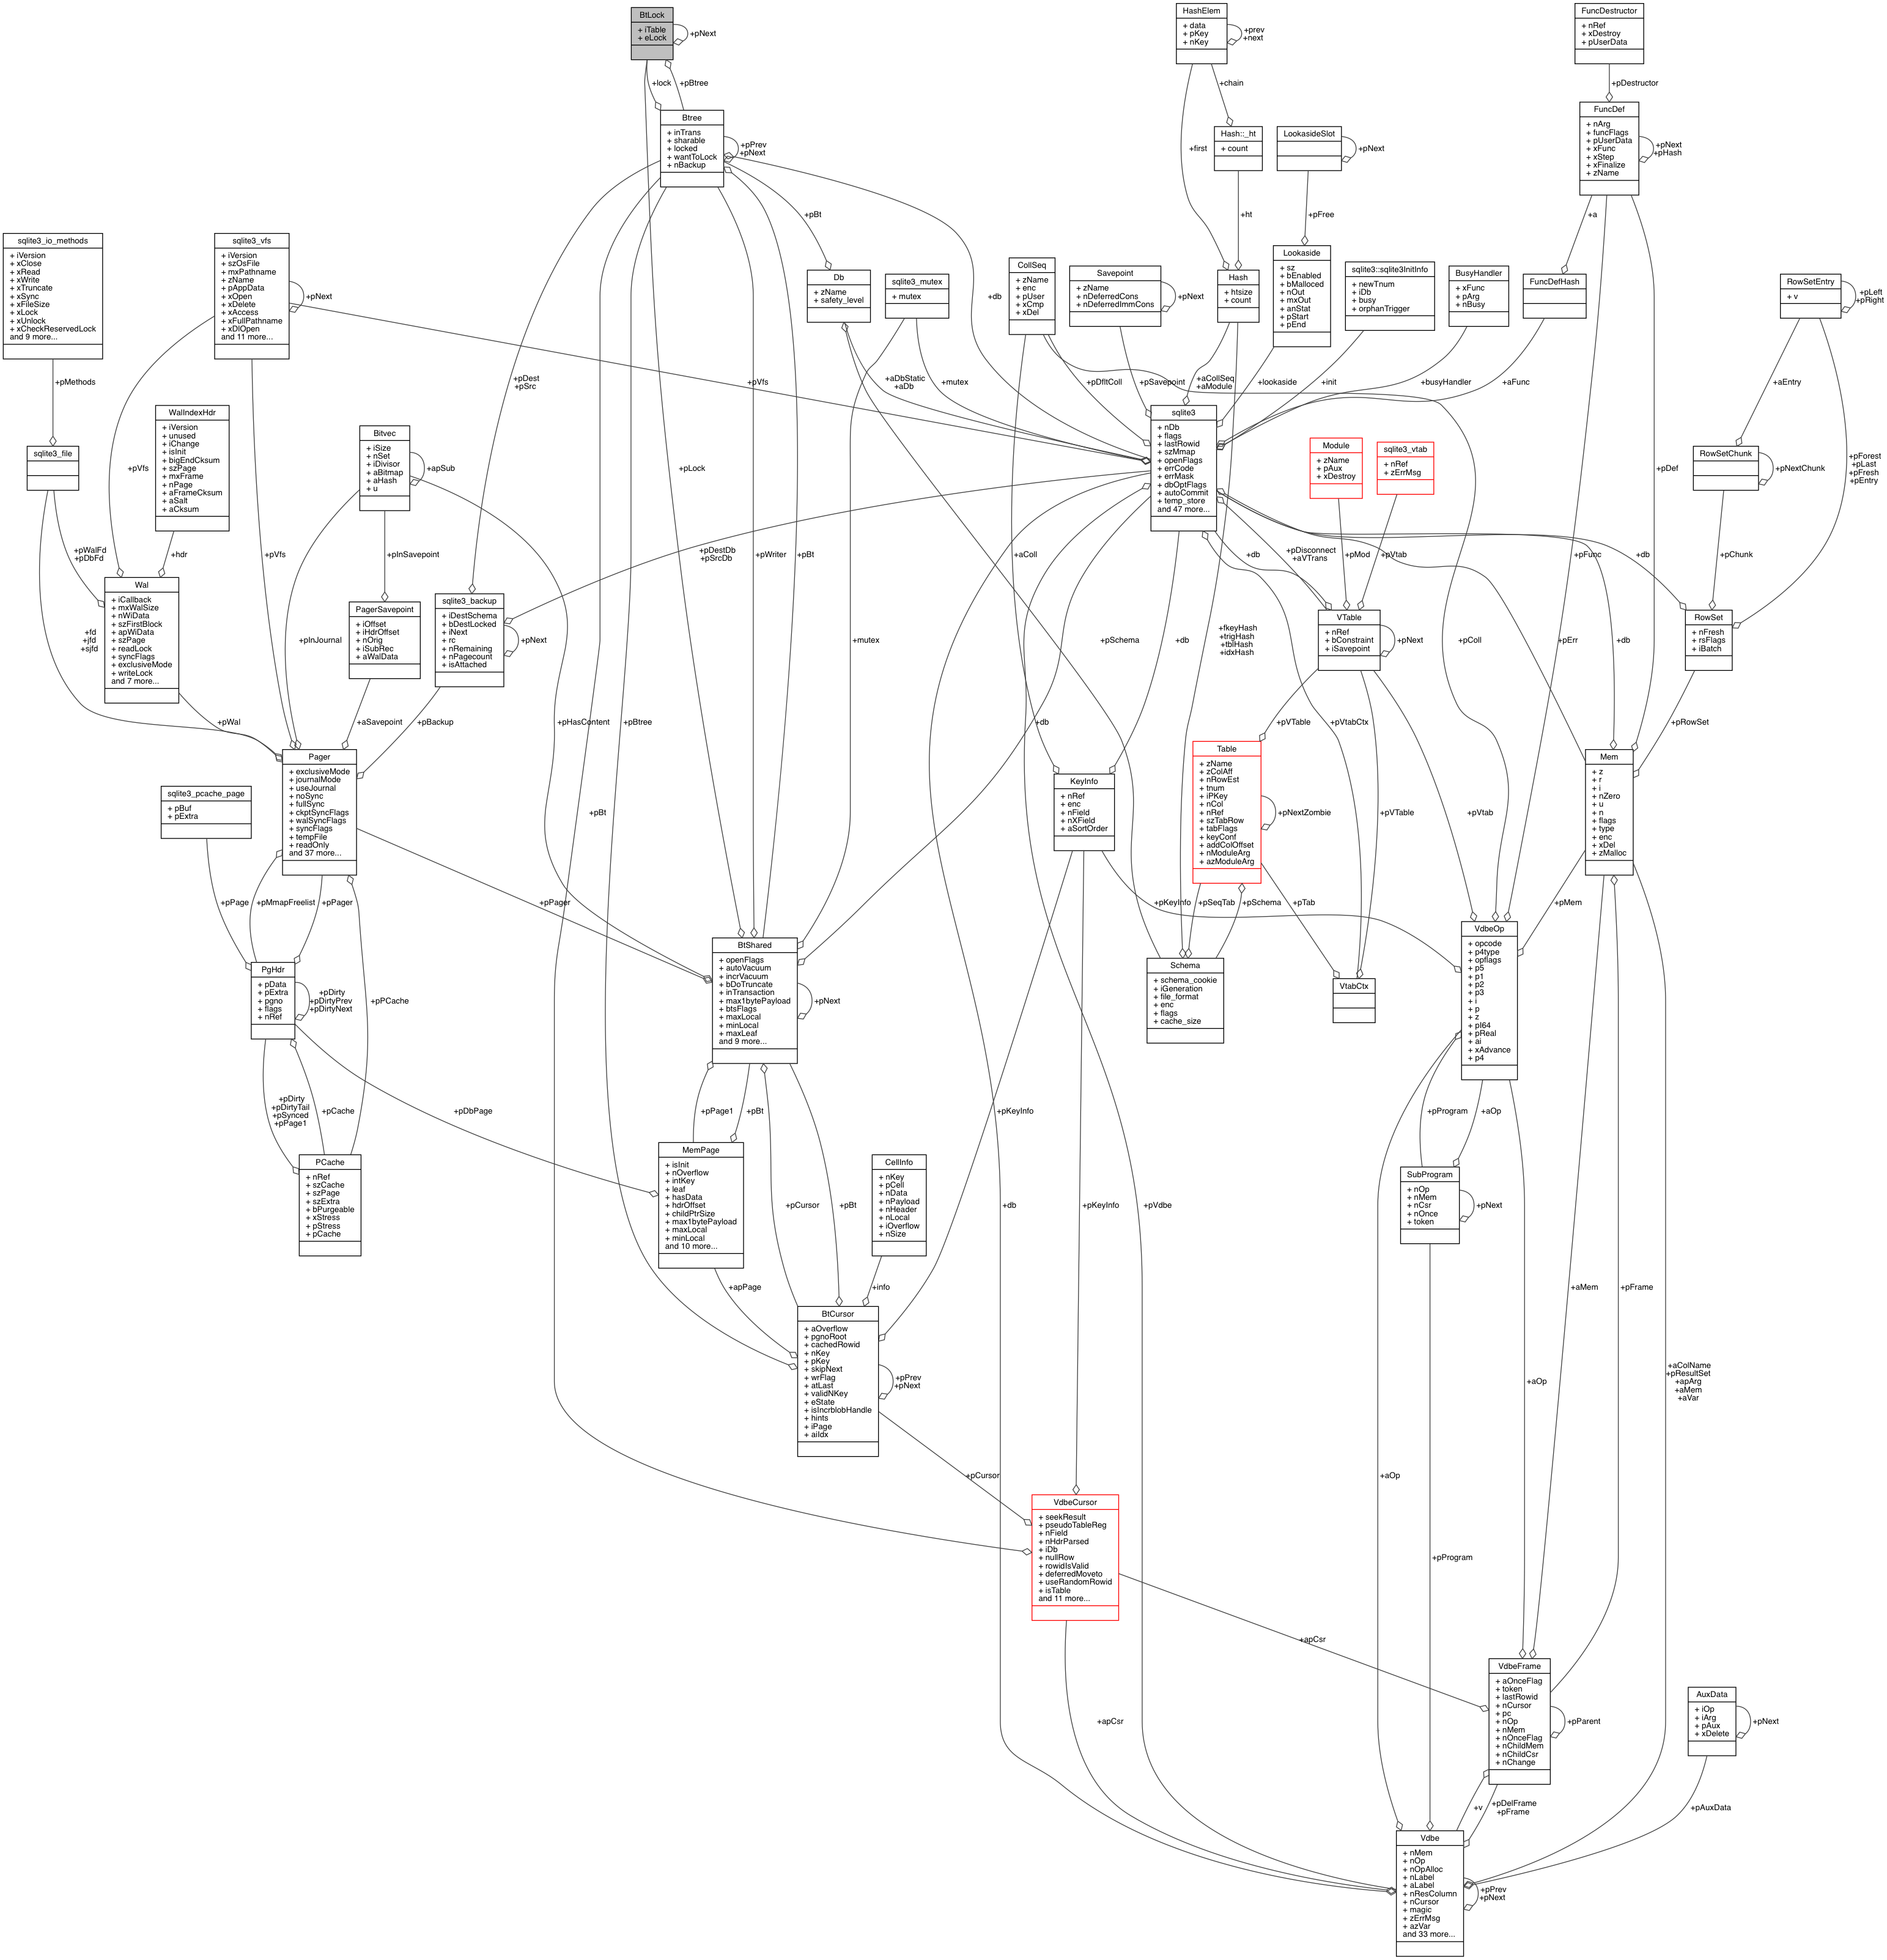 BtLock
+ iTable
+ eLock
+pNext
HashElem
+ data
+ pKey
+ nKey
+prev
+next
FuncDestructor
+ nRef
+ xDestroy
+ pUserData
+lock
+pBtree
+chain
+pDestructor
Btree
+ inTrans
+ sharable
+ locked
+ wantToLock
+ nBackup
+pPrev
+pNext
+first
Hash::_ht
+ count
LookasideSlot
+pNext
FuncDef
+ nArg
+ funcFlags
+ pUserData
+ xFunc
+ xStep
+ xFinalize
+ zName
+pNext
+pHash
+pBt
+ht
+pFree
+a
sqlite3_io_methods
+ iVersion
+ xClose
+ xRead
+ xWrite
+ xTruncate
+ xSync
+ xFileSize
+ xLock
+ xUnlock
+ xCheckReservedLock
and 9 more...
sqlite3_vfs
+ iVersion
+ szOsFile
+ mxPathname
+ zName
+ pAppData
+ xOpen
+ xDelete
+ xAccess
+ xFullPathname
+ xDlOpen
and 11 more...
+pNext
Db
+ zName
+ safety_level
sqlite3_mutex
+ mutex
+db
CollSeq
+ zName
+ enc
+ pUser
+ xCmp
+ xDel
Savepoint
+ zName
+ nDeferredCons
+ nDeferredImmCons
+pNext
Hash
+ htsize
+ count
Lookaside
+ sz
+ bEnabled
+ bMalloced
+ nOut
+ mxOut
+ anStat
+ pStart
+ pEnd
sqlite3::sqlite3InitInfo
+ newTnum
+ iDb
+ busy
+ orphanTrigger
BusyHandler
+ xFunc
+ pArg
+ nBusy
FuncDefHash
RowSetEntry
+ v
+pLeft
+pRight
+pMethods
+pDest
+pSrc
+pVfs
+aDbStatic
+aDb
+mutex
+pDfltColl
+pSavepoint
+aCollSeq
+aModule
+lookaside
+init
+busyHandler
+aFunc
+aEntry
WalIndexHdr
+ iVersion
+ unused
+ iChange
+ isInit
+ bigEndCksum
+ szPage
+ mxFrame
+ nPage
+ aFrameCksum
+ aSalt
+ aCksum
Bitvec
+ iSize
+ nSet
+ iDivisor
+ aBitmap
+ aHash
+ u
+apSub
sqlite3
+ nDb
+ flags
+ lastRowid
+ szMmap
+ openFlags
+ errCode
+ errMask
+ dbOptFlags
+ autoCommit
+ temp_store
and 47 more...
Module
+ zName
+ pAux
+ xDestroy
sqlite3_vtab
+ nRef
+ zErrMsg
sqlite3_file
+pVfs
+pLock
+pDef
RowSetChunk
+pNextChunk
+pForest
+pLast
+pFresh
+pEntry
+pWalFd
+pDbFd
+hdr
+pVfs
+pInSavepoint
+pDestDb
+pSrcDb
+pWriter
+pBt
+aColl
+db
+pDisconnect
+aVTrans
+pMod
+pVtab
+pFunc
+db
+pChunk
Wal
+ iCallback
+ mxWalSize
+ nWiData
+ szFirstBlock
+ apWiData
+ szPage
+ readLock
+ syncFlags
+ exclusiveMode
+ writeLock
and 7 more...
PagerSavepoint
+ iOffset
+ iHdrOffset
+ nOrig
+ iSubRec
+ aWalData
sqlite3_backup
+ iDestSchema
+ bDestLocked
+ iNext
+ rc
+ nRemaining
+ nPagecount
+ isAttached
+pNext
VTable
+ nRef
+ bConstraint
+ iSavepoint
+pNext
RowSet
+ nFresh
+ rsFlags
+ iBatch
+fd
+jfd
+sjfd
+pInJournal
+mutex
+pSchema
+db
+fkeyHash
+trigHash
+tblHash
+idxHash
+pColl
+pErr
+db
+pWal
+aSavepoint
+pBackup
+pHasContent
+pBtree
+db
+pVtabCtx
+pVTable
+pRowSet
Pager
+ exclusiveMode
+ journalMode
+ useJournal
+ noSync
+ fullSync
+ ckptSyncFlags
+ walSyncFlags
+ syncFlags
+ tempFile
+ readOnly
and 37 more...
sqlite3_pcache_page
+ pBuf
+ pExtra
KeyInfo
+ nRef
+ enc
+ nField
+ nXField
+ aSortOrder
Table
+ zName
+ zColAff
+ nRowEst
+ tnum
+ iPKey
+ nCol
+ nRef
+ szTabRow
+ tabFlags
+ keyConf
+ addColOffset
+ nModuleArg
+ azModuleArg
+pNextZombie
+pBt
+pVTable
+pVtab
Mem
+ z
+ r
+ i
+ nZero
+ u
+ n
+ flags
+ type
+ enc
+ xDel
+ zMalloc
+pPage
+pMmapFreelist
+pPager
+pPager
+pKeyInfo
+pSeqTab
+pSchema
+pTab
+pMem
BtShared
+ openFlags
+ autoVacuum
+ incrVacuum
+ bDoTruncate
+ inTransaction
+ max1bytePayload
+ btsFlags
+ maxLocal
+ minLocal
+ maxLeaf
and 9 more...
+pNext
VdbeOp
+ opcode
+ p4type
+ opflags
+ p5
+ p1
+ p2
+ p3
+ i
+ p
+ z
+ pI64
+ pReal
+ ai
+ xAdvance
+ p4
PgHdr
+ pData
+ pExtra
+ pgno
+ flags
+ nRef
+pDirty
+pDirtyPrev
+pDirtyNext
+pPCache
Schema
+ schema_cookie
+ iGeneration
+ file_format
+ enc
+ flags
+ cache_size
VtabCtx
+pDirty
+pDirtyTail
+pSynced
+pPage1
+pCache
+pDbPage
+pPage1
+pBt
+pKeyInfo
+pProgram
+aOp
PCache
+ nRef
+ szCache
+ szPage
+ szExtra
+ bPurgeable
+ xStress
+ pStress
+ pCache
MemPage
+ isInit
+ nOverflow
+ intKey
+ leaf
+ hasData
+ hdrOffset
+ childPtrSize
+ max1bytePayload
+ maxLocal
+ minLocal
and 10 more...
+pCursor
+pBt
CellInfo
+ nKey
+ pCell
+ nData
+ nPayload
+ nHeader
+ nLocal
+ iOverflow
+ nSize
+db
+pKeyInfo
+pVdbe
SubProgram
+ nOp
+ nMem
+ nCsr
+ nOnce
+ token
+pNext
+apPage
+info
+aMem
+pFrame
BtCursor
+ aOverflow
+ pgnoRoot
+ cachedRowid
+ nKey
+ pKey
+ skipNext
+ wrFlag
+ atLast
+ validNKey
+ eState
+ isIncrblobHandle
+ hints
+ iPage
+ aiIdx
+pPrev
+pNext
+aOp
+aColName
+pResultSet
+apArg
+aMem
+aVar
+pCursor
+aOp
VdbeCursor
+ seekResult
+ pseudoTableReg
+ nField
+ nHdrParsed
+ iDb
+ nullRow
+ rowidIsValid
+ deferredMoveto
+ useRandomRowid
+ isTable
and 11 more...
+pProgram
+apCsr
VdbeFrame
+ aOnceFlag
+ token
+ lastRowid
+ nCursor
+ pc
+ nOp
+ nMem
+ nOnceFlag
+ nChildMem
+ nChildCsr
+ nChange
+pParent
AuxData
+ iOp
+ iArg
+ pAux
+ xDelete
+pNext
+apCsr
+v
+pDelFrame
+pFrame
+pAuxData
Vdbe
+ nMem
+ nOp
+ nOpAlloc
+ nLabel
+ aLabel
+ nResColumn
+ nCursor
+ magic
+ zErrMsg
+ azVar
and 33 more...
+pPrev
+pNext